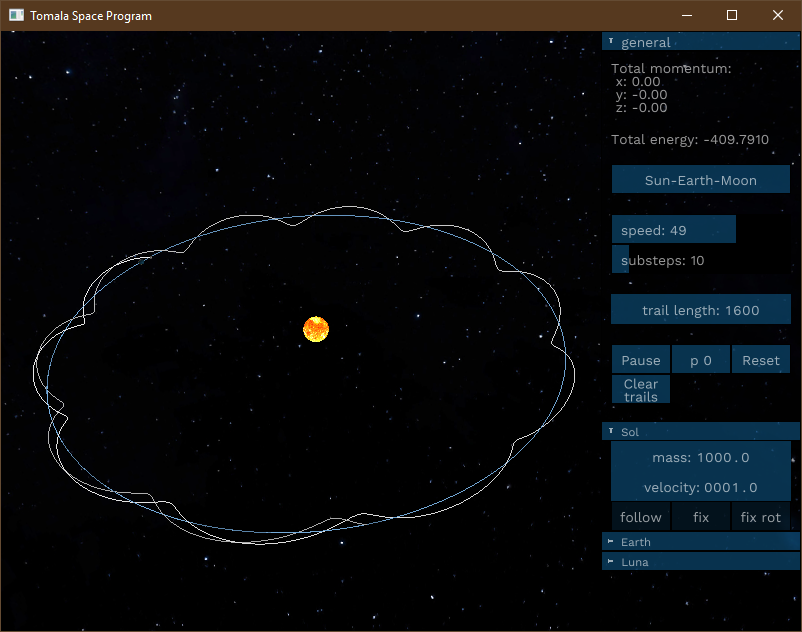 Tomala Space Program
general
Total momentum:
x: 0.00
y: -0.00
z: -0.00
Total energy: -409.7910
Sun-Earth-Moon
speed: 49
substeps: 10
trail length: 1600
Pause p 0 Reset
Clear
trails
Sol
mass: 1000.0
velocity: 0001.0
follow fix fix rot
Earth
Luna